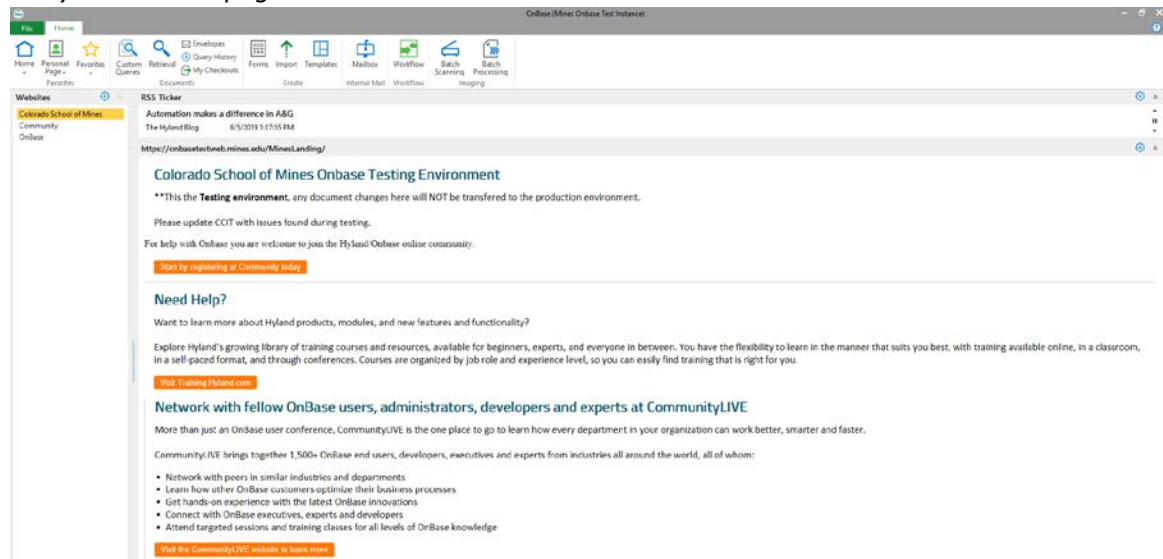 OnBase (Mines Onbase Test Instance)
File Home
Home Personal Page Favorites Custom Queries Retrieval Envelopes Query History My Checkouts Forms Import Templates Mailbox Workflow Batch Scanning Batch Processing
Favorites Documents Create Internal Mail Workflow Imaging
Websites
Colorado School of Mines
Community
OnBase
RSS Ticker
Automation makes a difference in A&G
The Hyland Blog 6/5/2019 1:17:55 PM
https://onbasetestweb.mines.edu/MinesLanding/
Colorado School of Mines Onbase Testing Environment
**This the Testing environment, any document changes here will NOT be transfered to the production environment.
Please update CCIT with issues found during testing.
For help with Onbase you are welcome to join the Hyland/Onbase online community.
Start by registering at Community today
Need Help?
Want to learn more about Hyland products, modules, and new features and functionality?
Explore Hyland's growing library of training courses and resources, available for beginners, experts, and everyone in between. You have the flexibility to learn in the manner that suits you best, with training available online, in a classroom,
in a self-paced format, and through conferences. Courses are organized by job role and experience level, so you can easily find training that is right for you.
Visit Training.Hyland.com
Network with fellow OnBase users, administrators, developers and experts at CommunityLIVE
More than just an OnBase user conference, CommunityLIVE is the one place to go to learn how every department in your organization can work better, smarter and faster.
CommunityLIVE brings together 1,500+ OnBase end users, developers, executives and experts from industries all around the world, all of whom:
• Network with peers in similar industries and departments
• Learn how other OnBase customers optimize their business processes
• Get hands-on experience with the latest OnBase innovations
• Connect with OnBase executives, experts and developers
• Attend targeted sessions and training classes for all levels of OnBase knowledge
Visit the CommunityLIVE website to learn more